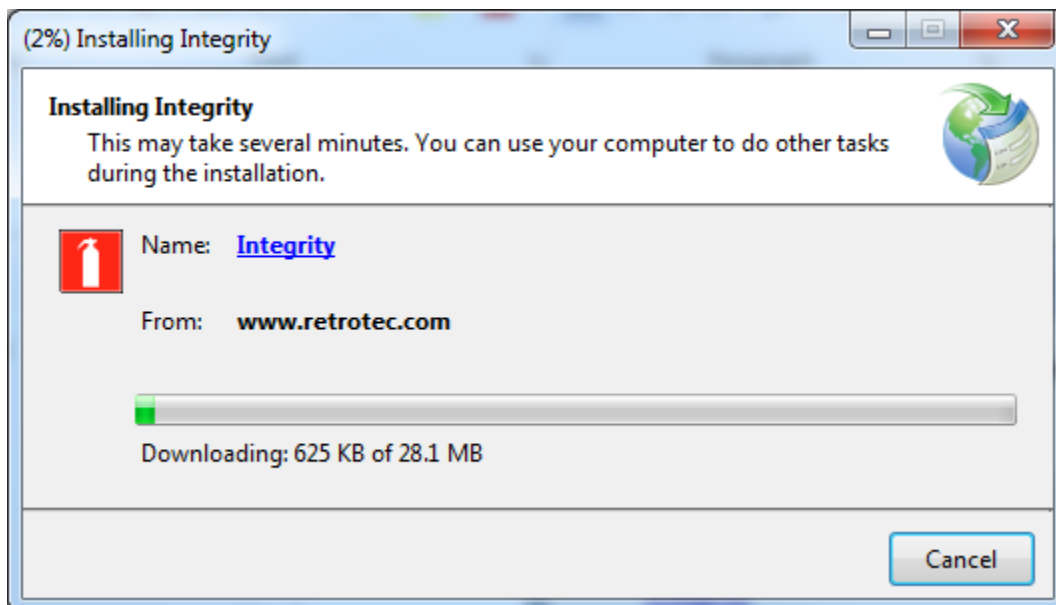 (2%) Installing Integrity
Installing Integrity
This may take several minutes. You can use your computer to do other tasks
during the installation.
Name: Integrity
From: www.retrotec.com
Downloading: 625 KB of 28.1 MB
Cancel